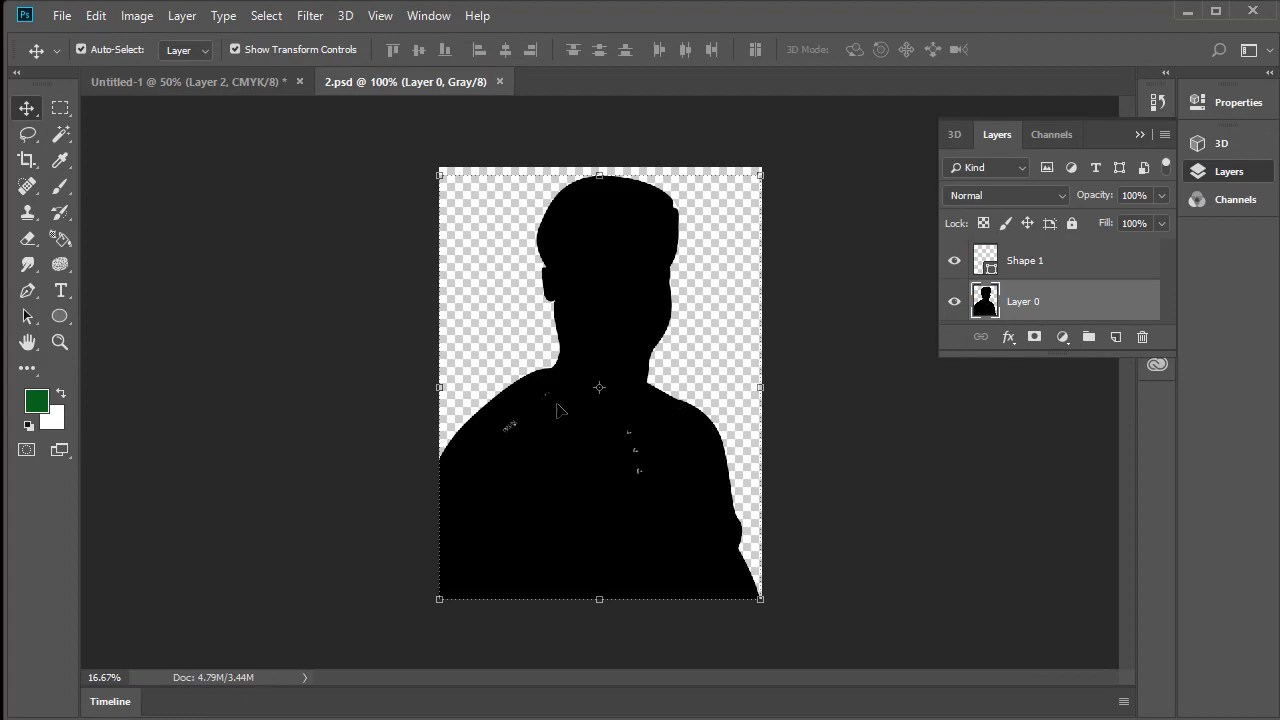 Ps File Edit Image Layer Type Select Filter 3D View Window Help
Auto-Select: Layer Show Transform Controls 3D Mode:
Untitled-1 @ 50% (Layer 2, CMYK/8) * × 2.psd @ 100% (Layer 0, Gray/8) ×
3D Layers Channels
Kind
Normal Opacity: 100%
Lock: Fill: 100%
Shape 1
Layer 0
Properties
3D
Layers
Channels
16.67% Doc: 4.79M/3.44M
Timeline